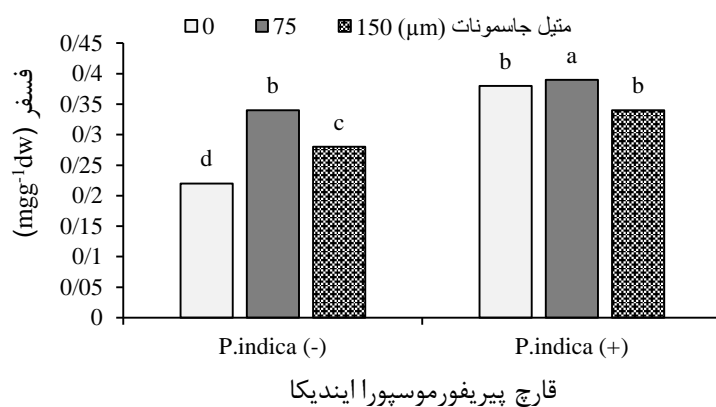 0 75 150 (µm) متیل جاسمونات
فسفر (mgg-1dw)
0/45
0/4
0/35
0/3
0/25
0/2
0/15
0/1
0/05
0
d b c b a b
P.indica (-) P.indica (+)
قارچ پیریفورموسپورا ایندیکا